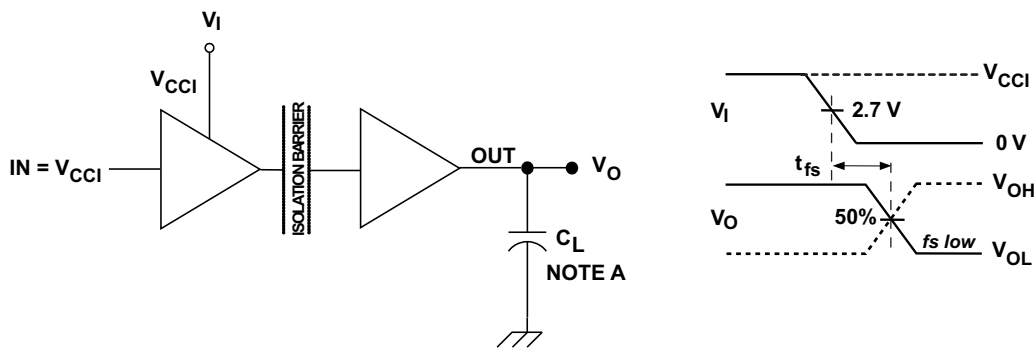 V_I
V_CCI
IN = V_CCI
ISOLATION BARRIER
OUT
V_O
C_L
NOTE A
V_CCI
V_I
2.7 V
0 V
t_fs
V_OH
V_O
50%
fs low
V_OL